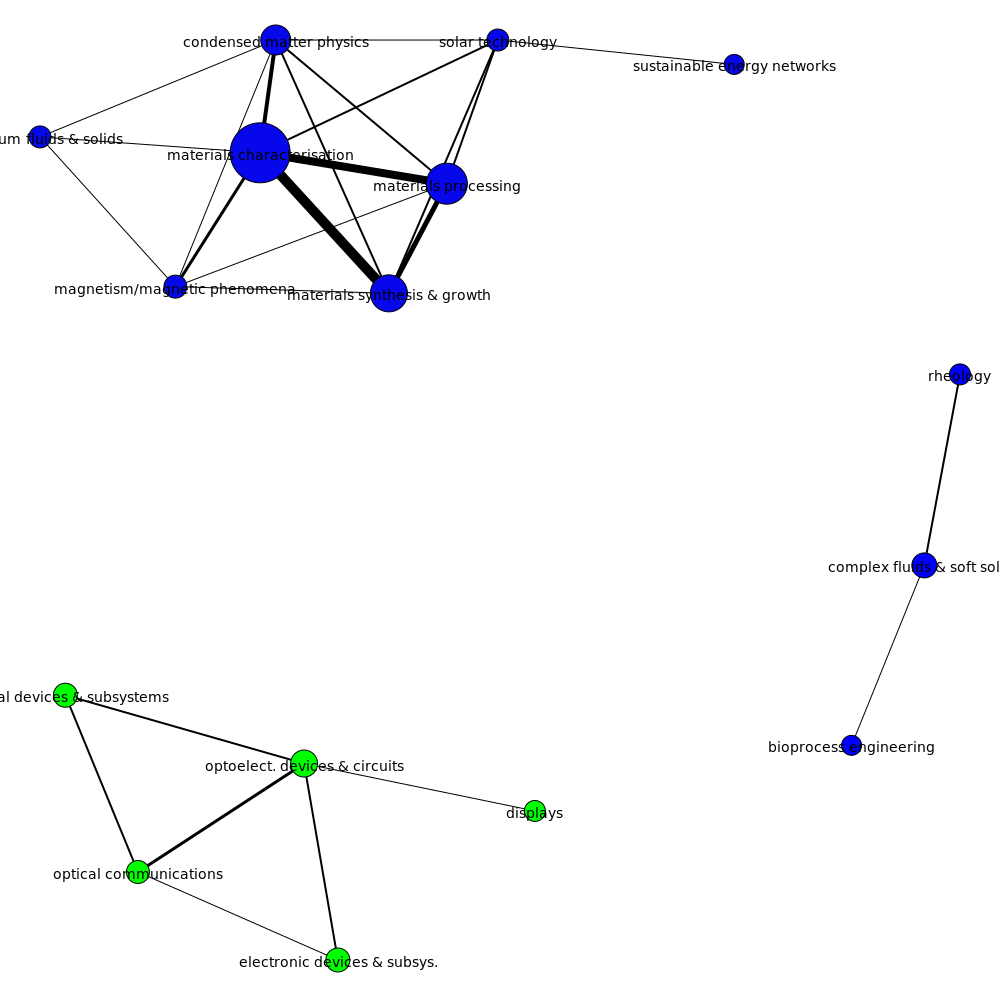 condensed matter physics
solar technology
sustainable energy networks
um fluids & solids
materials characterisation
materials processing
magnetism/magnetic phenomena
materials synthesis & growth
rheology
complex fluids & soft sol
bioprocess engineering
al devices & subsystems
optoelect. devices & circuits
displays
optical communications
electronic devices & subsys.